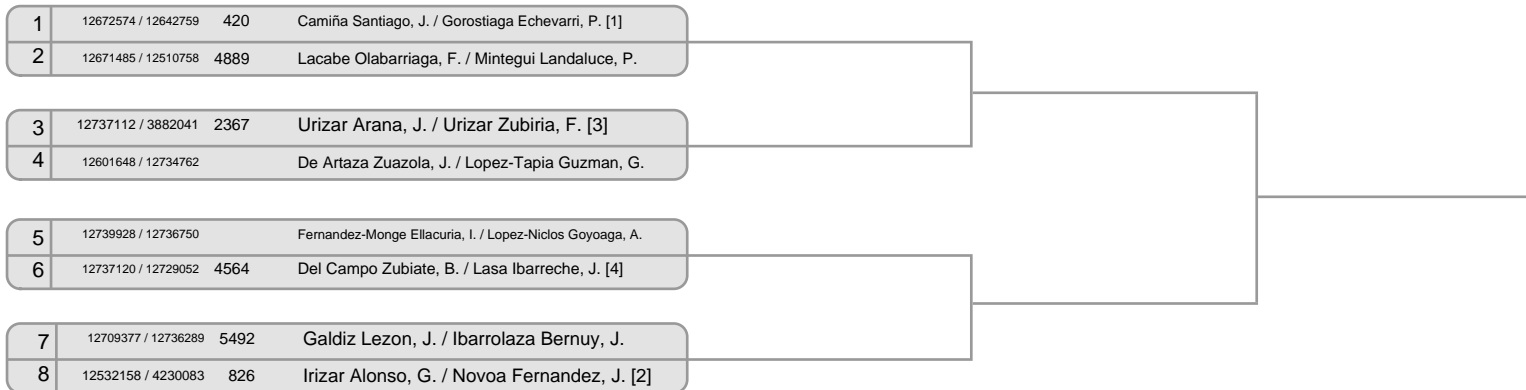 1 12672574 / 12642759 420 Camiña Santiago, J. / Gorostiaga Echevarri, P. [1]
2 12671485 / 12510758 4889 Lacabe Olabarriaga, F. / Mintegui Landaluce, P.
3 12737112 / 3882041 2367 Urizar Arana, J. / Urizar Zubiria, F. [3]
4 12601648 / 12734762 De Artaza Zuazola, J. / Lopez-Tapia Guzman, G.
5 12739928 / 12736750 Fernandez-Monge Ellacuria, I. / Lopez-Niclos Goyoaga, A.
6 12737120 / 12729052 4564 Del Campo Zubiate, B. / Lasa Ibarreche, J. [4]
7 12709377 / 12736289 5492 Galdiz Lezon, J. / Ibarrolaza Bernuy, J.
8 12532158 / 4230083 826 Irizar Alonso, G. / Novoa Fernandez, J. [2]